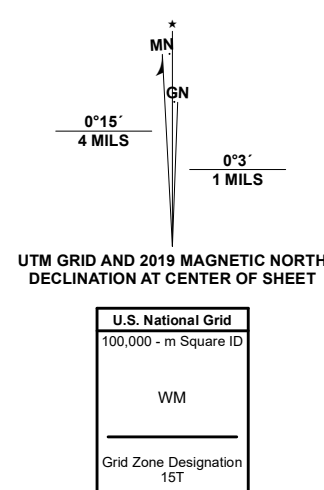 MN
GN
0°15´
4 MILS
0°3´
1 MILS
UTM GRID AND 2019 MAGNETIC NORTH
DECLINATION AT CENTER OF SHEET
U.S. National Grid
100,000 - m Square ID
WM
Grid Zone Designation
15T